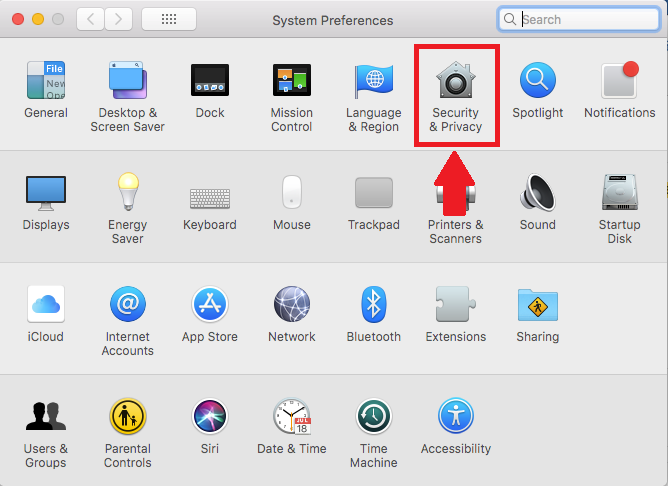 System Preferences
Search
File
New
Ope
General
Desktop &
Screen Saver
Dock
Mission
Control
Language
& Region
Security
& Privacy
Spotlight
Notifications
Displays
Energy
Saver
Keyboard
Mouse
Trackpad
Printers &
Scanners
Sound
Startup
Disk
iCloud
@
Internet
Accounts
App Store
Network
Bluetooth
Extensions
Sharing
Users &
Groups
Parental
Controls
Siri
JUL
18
Date & Time
Time
Machine
Accessibility